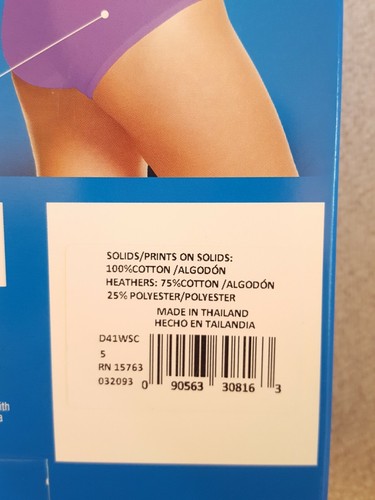 SOLIDS/PRINTS ON SOLIDS:
100%COTTON /ALGODÓN
HEATHERS: 75%COTTON /ALGODÓN
25% POLYESTER/POLYESTER
MADE IN THAILAND
HECHO EN TAILANDIA
D41WSC
5
RN 15763
032093
0 90563 30816 3